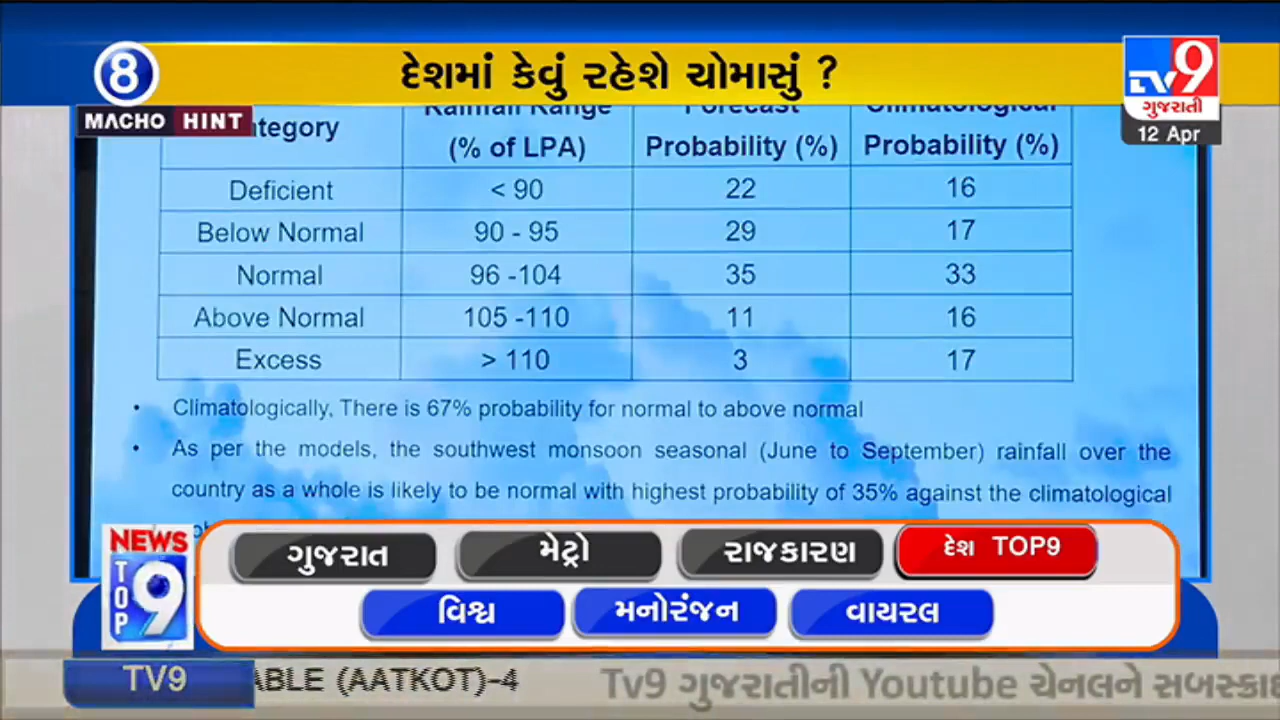 8
દેશમાં કેવું રહેશે ચોમાસું ?
TV9
ગુજરાતી
12 Apr
MACHO HINT
Rainfall Range Forecast Climatological
(% of LPA) Probability (%) Probability (%)
Deficient < 90 22 16
Below Normal 90 - 95 29 17
Normal 96 -104 35 33
Above Normal 105 -110 11 16
Excess > 110 3 17
• Climatologically, There is 67% probability for normal to above normal
• As per the models, the southwest monsoon seasonal (June to September) rainfall over the
country as a whole is likely to be normal with highest probability of 35% against the climatological
NEWS
TOP 9
ગુજરાત મેટ્રો રાજકારણ દેશ TOP9
વિશ્વ મનોરંજન વાયરલ
TV9 ABLE (AATKOT)-4 Tv9 ગુજરાતીની Youtube ચેનલને